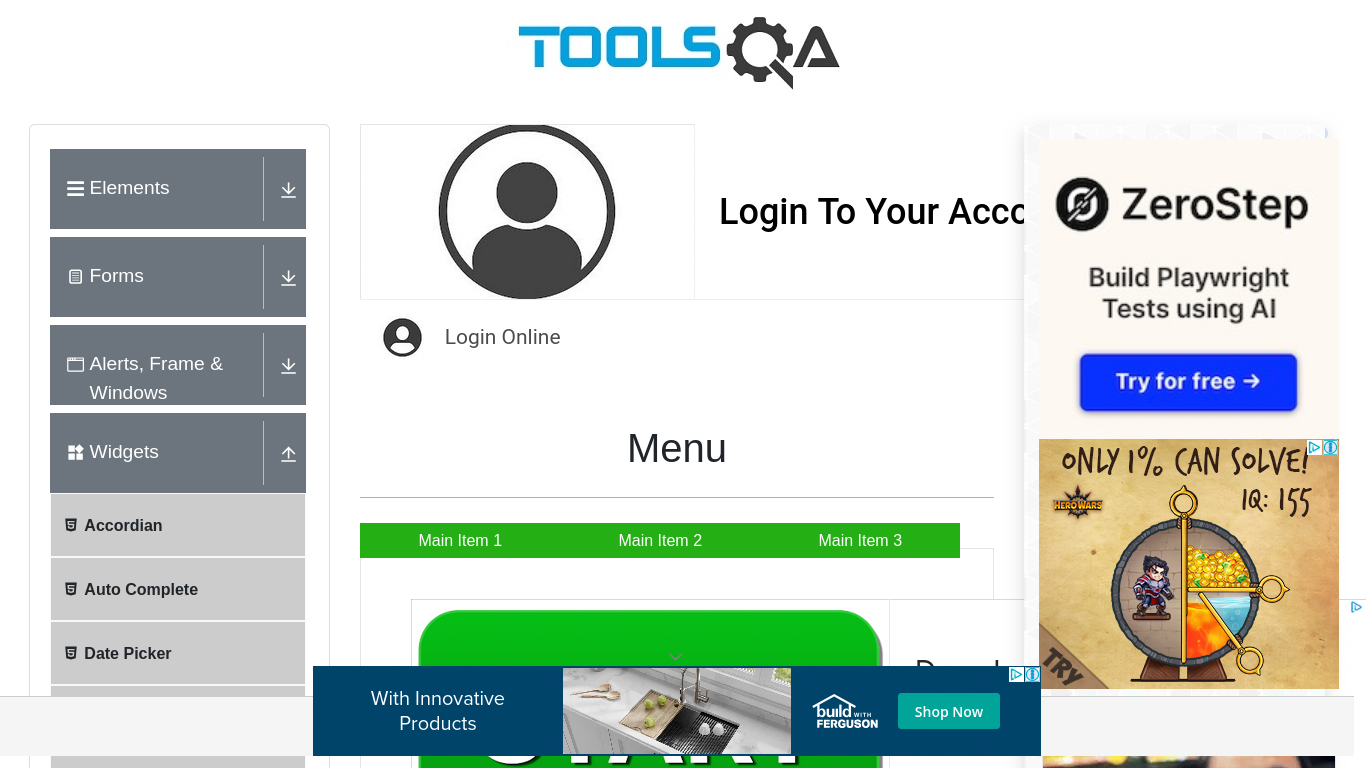 TOOLSQA
Elements
Forms
Alerts, Frame &
Windows
Widgets
Accordian
Auto Complete
Date Picker
Login To Your Acco
Login Online
Menu
Main Item 1
Main Item 2
Main Item 3
START
ZeroStep
Build Playwright
Tests using AI
Try for free →
ONLY 1% CAN SOLVE!
IQ: 155
HERO WARS
TRY
With Innovative
Products
build WITH
FERGUSON
Shop Now